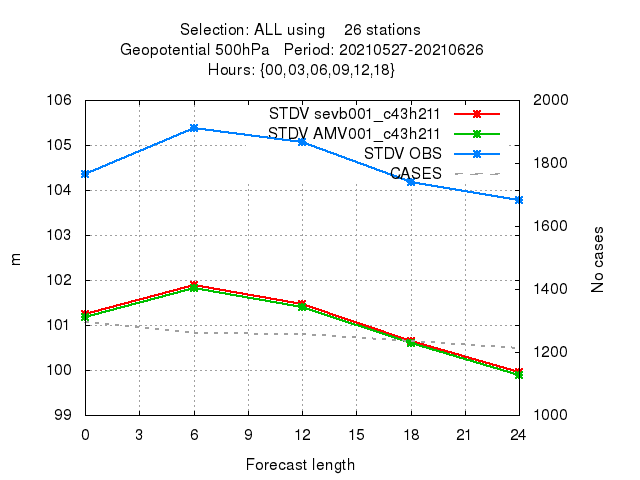 Selection: ALL using    26 stations
Geopotential 500hPa   Period: 20210527-20210626
Hours: {00,03,06,09,12,18}
STDV sevb001_c43h211
STDV AMV001_c43h211
STDV OBS
CASES
106
105
104
103
102
101
100
99
m
2000
1800
1600
1400
1200
1000
No cases
0 3 6 9 12 15 18 21 24
Forecast length